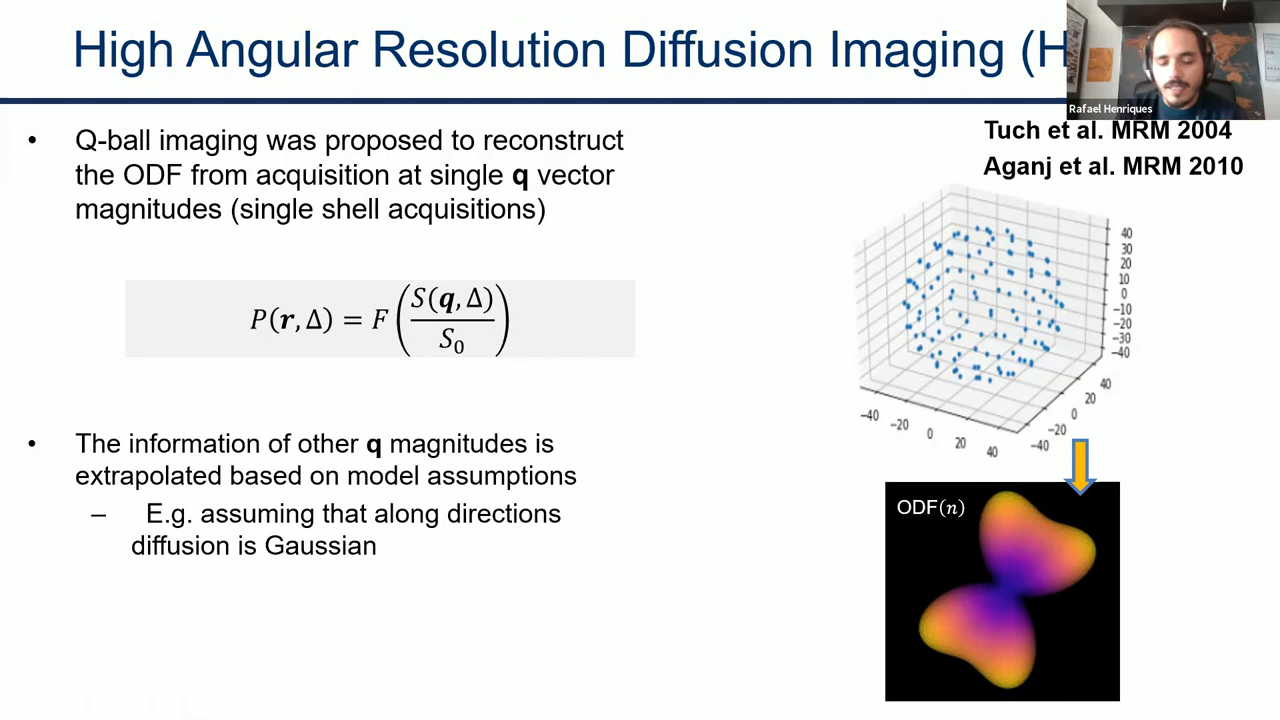 High Angular Resolution Diffusion Imaging (H
Rafael Henriques
Tuch et al. MRM 2004
Aganj et al. MRM 2010
• Q-ball imaging was proposed to reconstruct
the ODF from acquisition at single q vector
magnitudes (single shell acquisitions)
P(r, Δ) = F(S(q, Δ)/S₀)
• The information of other q magnitudes is
extrapolated based on model assumptions
– E.g. assuming that along directions
diffusion is Gaussian
40
30
20
10
0
−10
−20
−30
−40
−40 −20 0 20 40
−40 −20 0 20 40
ODF(n)